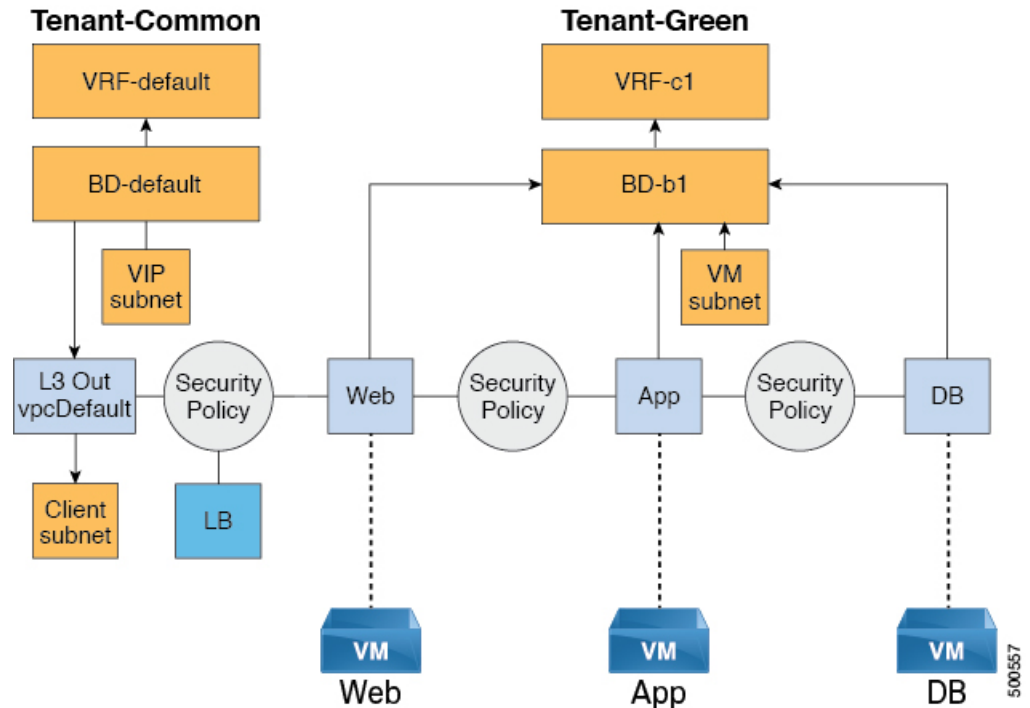 Tenant-Common
Tenant-Green
VRF-default
VRF-c1
BD-default
BD-b1
VIP
subnet
VM
subnet
L3 Out
vpcDefault
Security
Policy
Web
Security
Policy
App
Security
Policy
DB
Client
subnet
LB
VM
VM
VM
Web
App
DB
500557